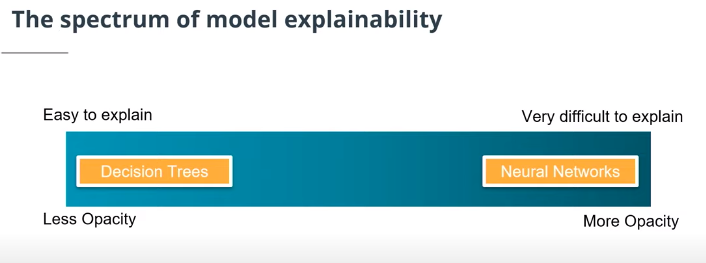 The spectrum of model explainability
Easy to explain
Very difficult to explain
Decision Trees
Neural Networks
Less Opacity
More Opacity